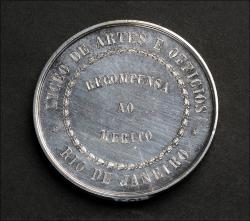 LYCEO DE ARTES E OFFICIOS
RECOMPENSA
AO
MERITO
RIO DE JANEIRO